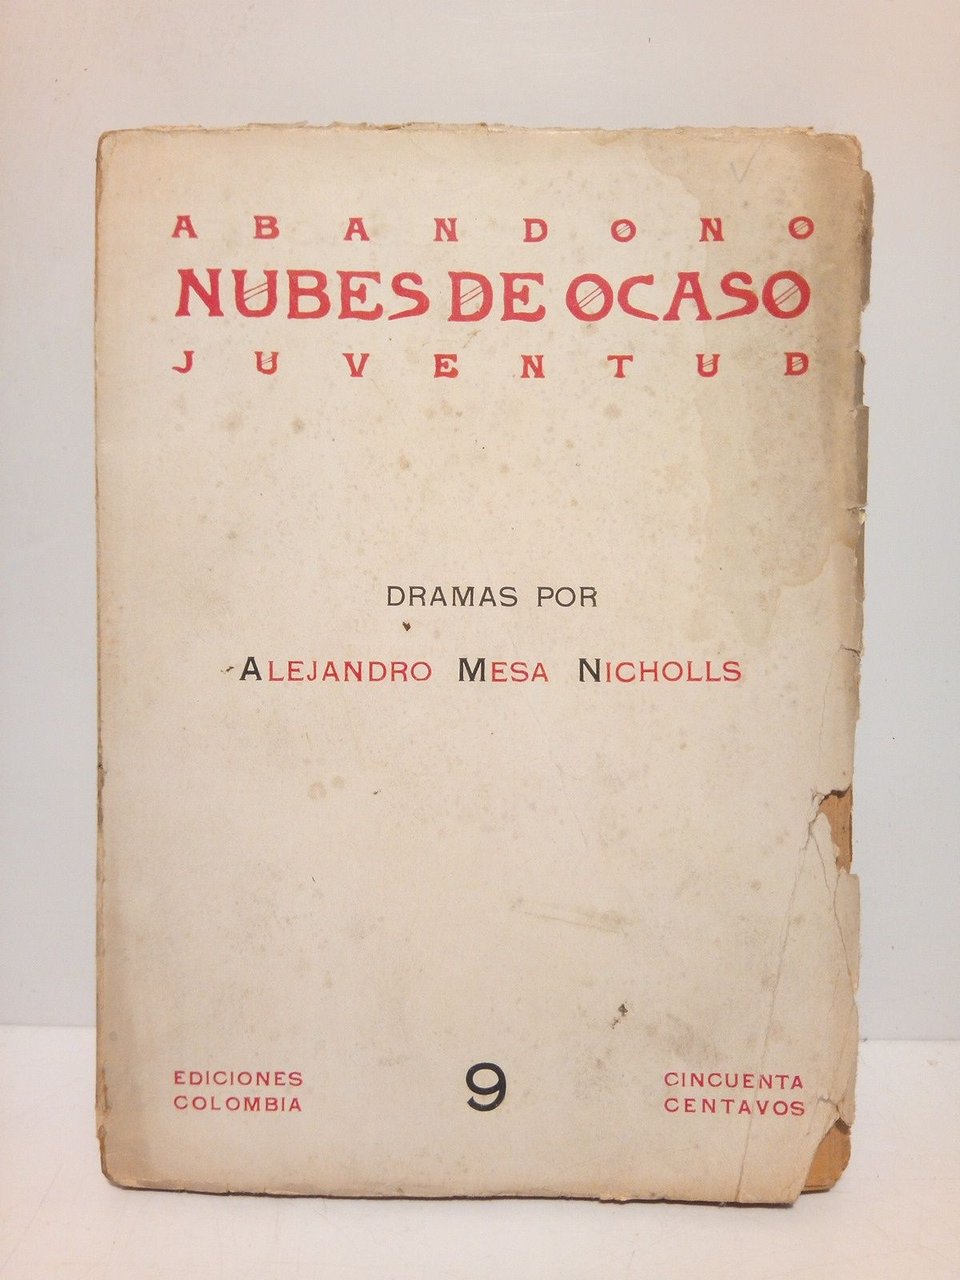 ABANDONO
NUBES DE OCASO
JUVENTUD
DRAMAS POR
ALEJANDRO MESA NICHOLLS
EDICIONES
COLOMBIA
9
CINCUENTA
CENTAVOS